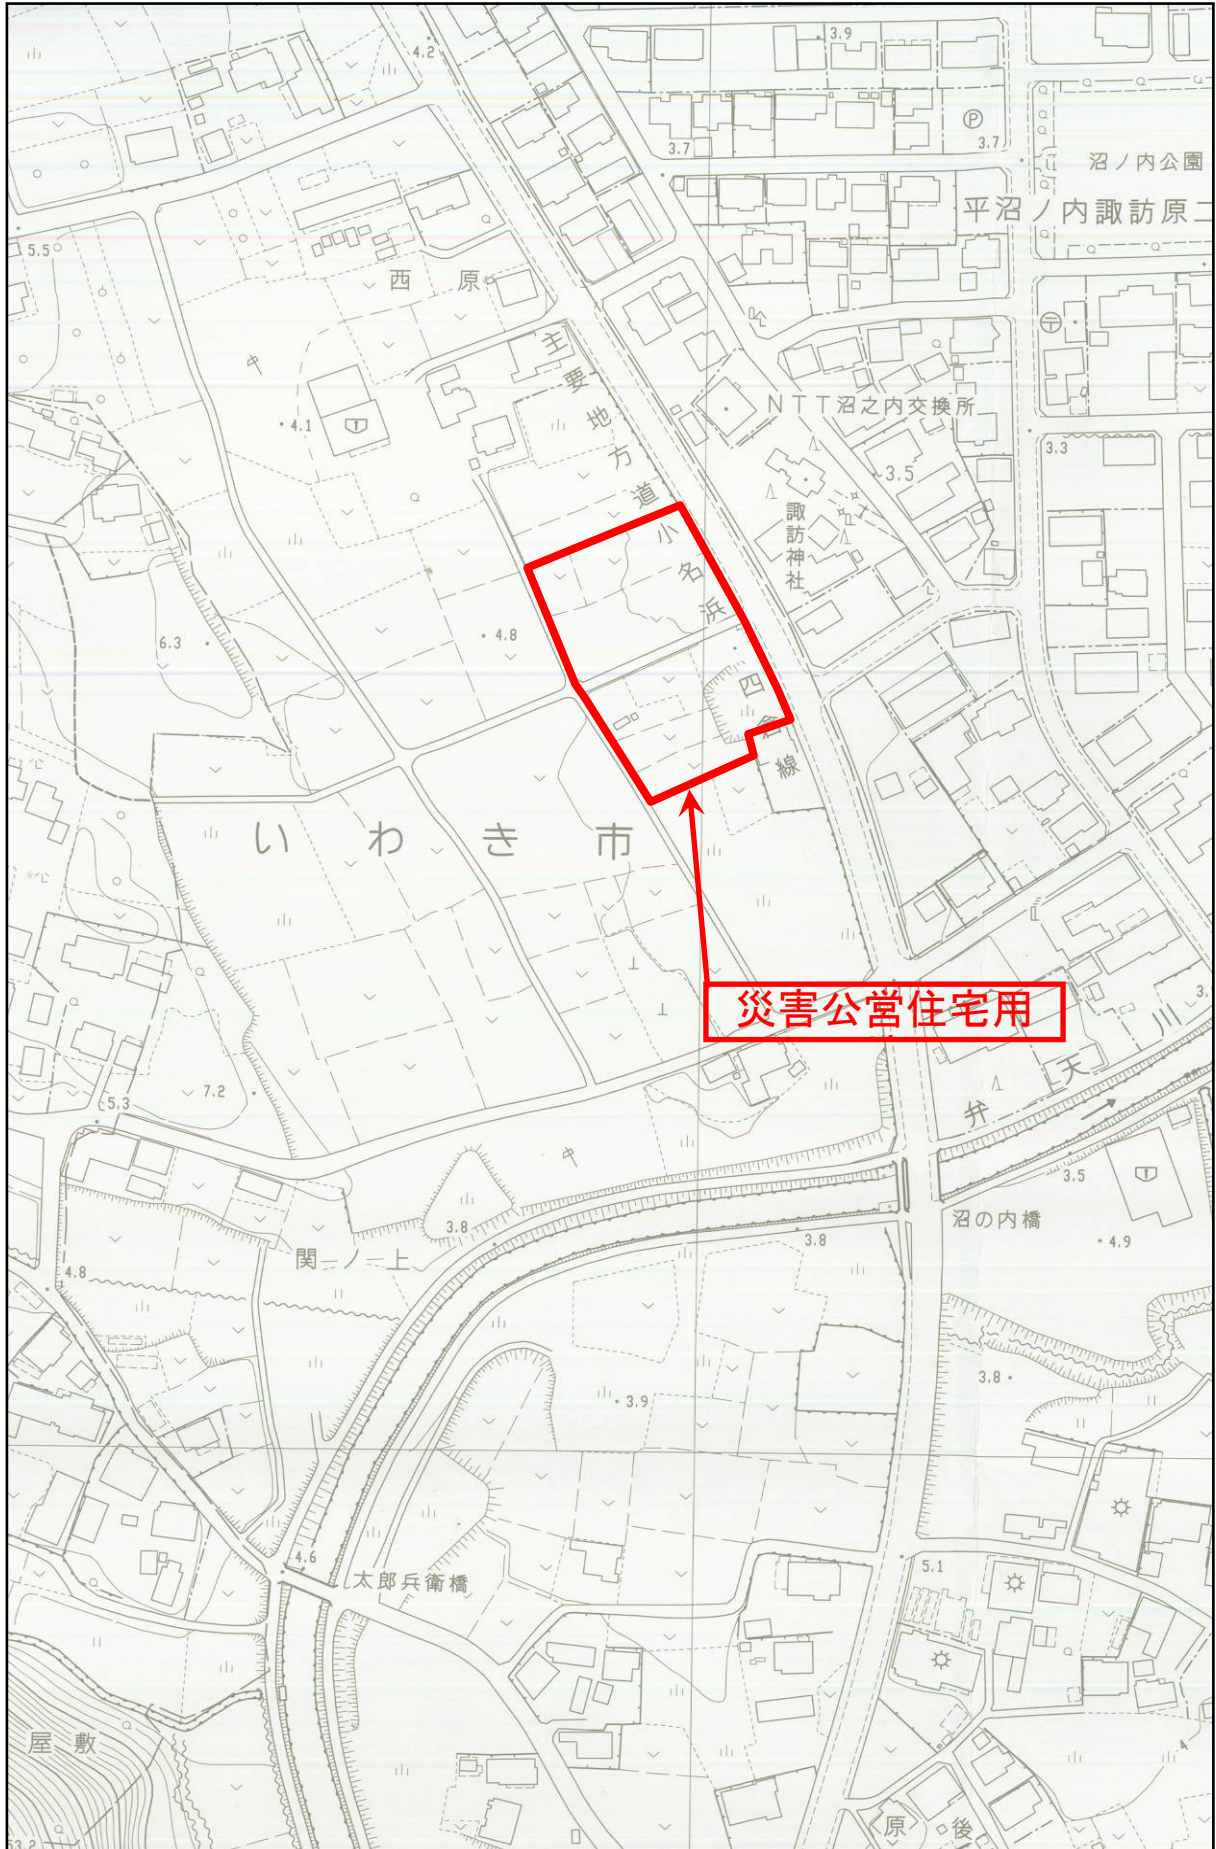 4.2
3.9
Ⓟ
3.7
3.7
沼ノ内公園
平沼ノ内諏訪原二
5.5
西原
主要地方道小名浜四倉線
NTT沼之内交換所
4.1
3.5
3.3
諏訪神社
6.3
4.8
いわき市
災害公営住宅用
3.
弁天川
7.2
5.3
3.5
沼の内橋
3.8
3.8
4.9
関ノ上
4.8
3.8
3.9
4.6
太郎兵衛橋
5.1
屋敷
原後
53.2